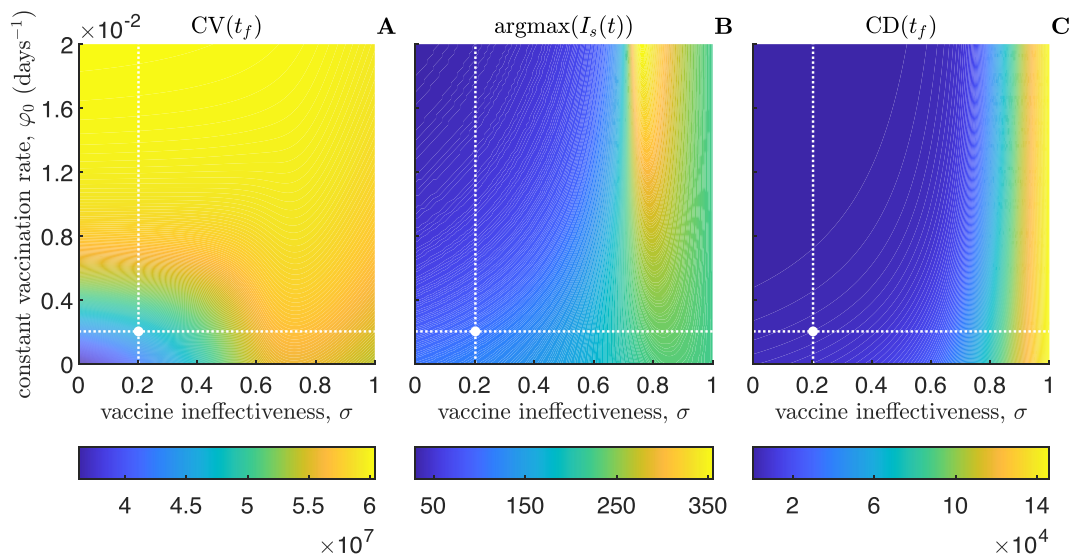 ×10⁻²
CV(t_f) A
argmax(I_s(t)) B
CD(t_f) C
constant vaccination rate, φ₀ (days⁻¹)
2
1.6
1.2
0.8
0.4
0
0 0.2 0.4 0.6 0.8 1
0 0.2 0.4 0.6 0.8 1
0 0.2 0.4 0.6 0.8 1
vaccine ineffectiveness, σ
vaccine ineffectiveness, σ
vaccine ineffectiveness, σ
4 4.5 5 5.5 6
×10⁷
50 150 250 350
2 6 10 14
×10⁴